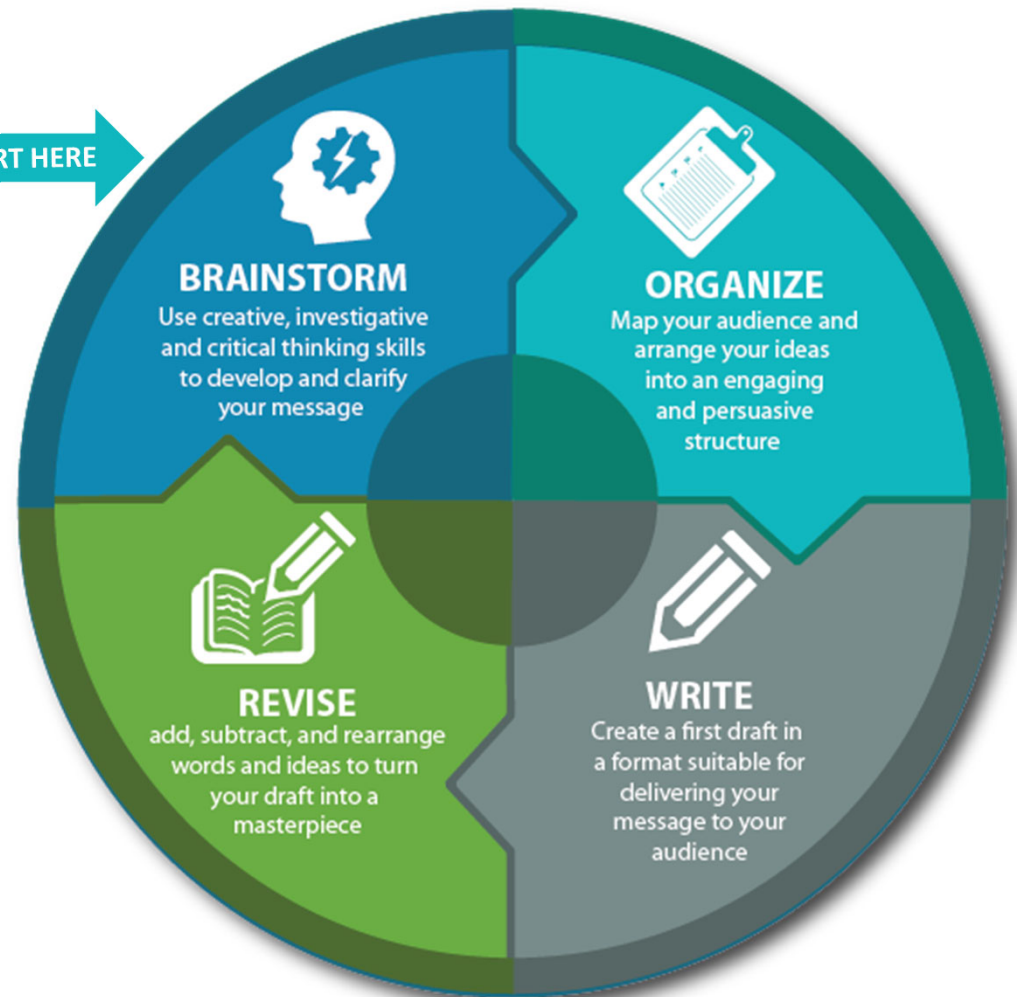 HERE
BRAINSTORM
Use creative, investigative
and critical thinking skills
to develop and clarify
your message
ORGANIZE
Map your audience and
arrange your ideas
into an engaging
and persuasive
structure
WRITE
Create a first draft in
a format suitable for
delivering your
message to your
audience
REVISE
add, subtract, and rearrange
words and ideas to turn
your draft into a
masterpiece